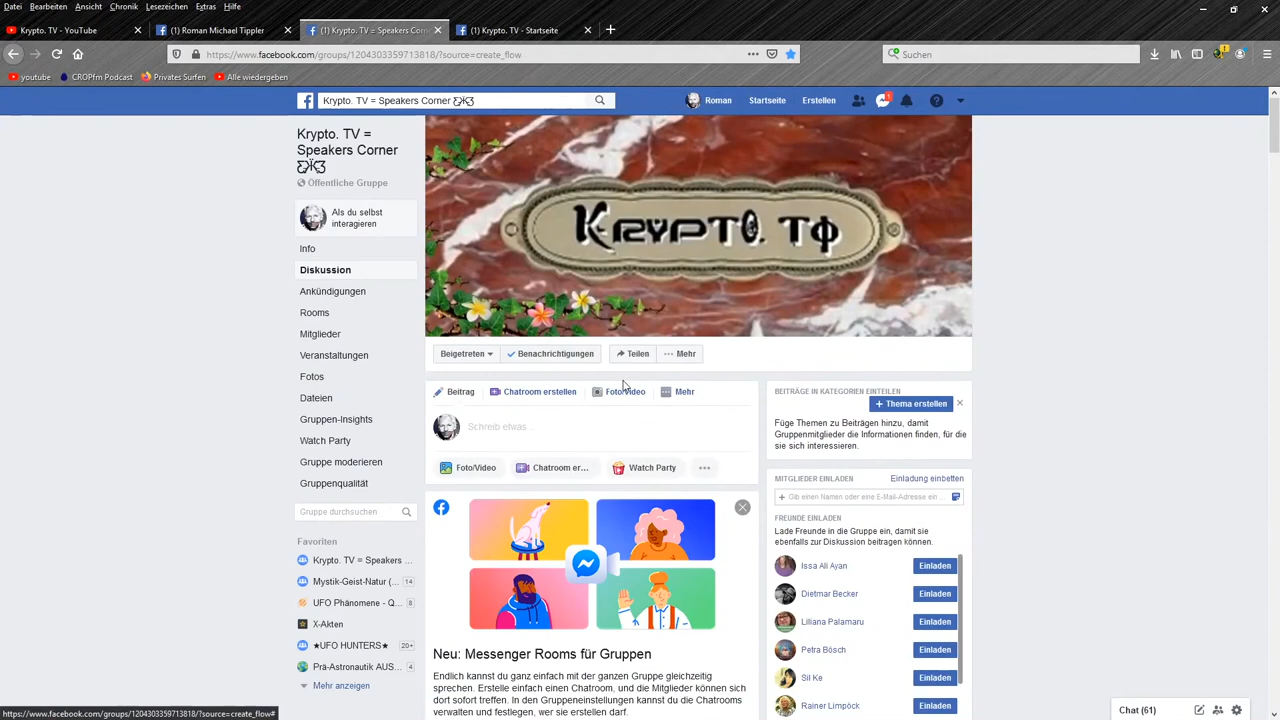 Datei Bearbeiten Ansicht Chronik Lesezeichen Extras Hilfe
Krypto. TV - YouTube
(1) Roman Michael Tippler
(1) Krypto. TV = Speakers Corn
(1) Krypto. TV - Startseite
https://www.facebook.com/groups/1204303359713818/?source=create_flow
Suchen
youtube CROPfm Podcast Privates Surfen Alle wiedergeben
Krypto. TV = Speakers Corner
Roman Startseite Erstellen 1
Krypto. TV =
Speakers Corner
Öffentliche Gruppe
Als du selbst
interagieren
Info
Diskussion
Ankündigungen
Rooms
Mitglieder
Veranstaltungen
Fotos
Dateien
Gruppen-Insights
Watch Party
Gruppe moderieren
Gruppenqualität
Gruppe durchsuchen
Favoriten
Krypto. TV = Speakers ...
Mystik-Geist-Natur (... 14
UFO Phänomene - Q... 8
X-Akten
★UFO HUNTERS★ 20+
Prä-Astronautik AUS... 4
Mehr anzeigen
KRYPTO. TV
Beigetreten Benachrichtigungen Teilen ··· Mehr
Beitrag Chatroom erstellen Foto/Video Mehr
Schreib etwas ...
Foto/Video Chatroom er... Watch Party
Neu: Messenger Rooms für Gruppen
Endlich kannst du ganz einfach mit der ganzen Gruppe gleichzeitig
sprechen. Erstelle einfach einen Chatroom, und die Mitglieder können sich
dort sofort treffen. In den Gruppeneinstellungen kannst du die Chatrooms
verwalten und festlegen, wer sie erstellen darf.
BEITRÄGE IN KATEGORIEN EINTEILEN
+ Thema erstellen
Füge Themen zu Beiträgen hinzu, damit
Gruppenmitglieder die Informationen finden, für die
sie sich interessieren.
MITGLIEDER EINLADEN Einladung einbetten
+ Gib einen Namen oder eine E-Mail-Adresse ein ...
FREUNDE EINLADEN
Lade Freunde in die Gruppe ein, damit sie
ebenfalls zur Diskussion beitragen können.
Issa Ali Ayan Einladen
Dietmar Becker Einladen
Liliana Palamaru Einladen
Petra Bösch Einladen
Sil Ke Einladen
Rainer Limpöck Einladen
Chat (61)
https://www.facebook.com/groups/1204303359713818/?source=create_flow#